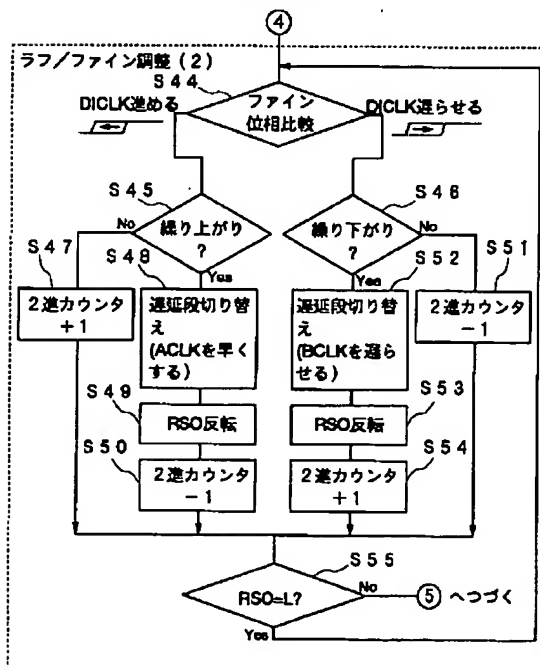 ④
ラフ／ファイン調整（２）
Ｓ４４
DICLK進める
ファイン
位相比較
DICLK遅らせる
Ｓ４５
Ｓ４６
繰り上がり
？
繰り下がり
？
No
Yes
No
Yes
Ｓ４７
Ｓ４８
Ｓ５２
Ｓ５１
２進カウンタ
＋１
遅延段切り替
え
(ACLKを早く
する)
遅延段切り替
え
(BCLKを遅ら
せる)
２進カウンタ
－１
Ｓ４９
Ｓ５３
RSO反転
RSO反転
Ｓ５０
Ｓ５４
２進カウンタ
－１
２進カウンタ
＋１
Ｓ５５
RSO=L?
No
⑤ へつづく
Yes